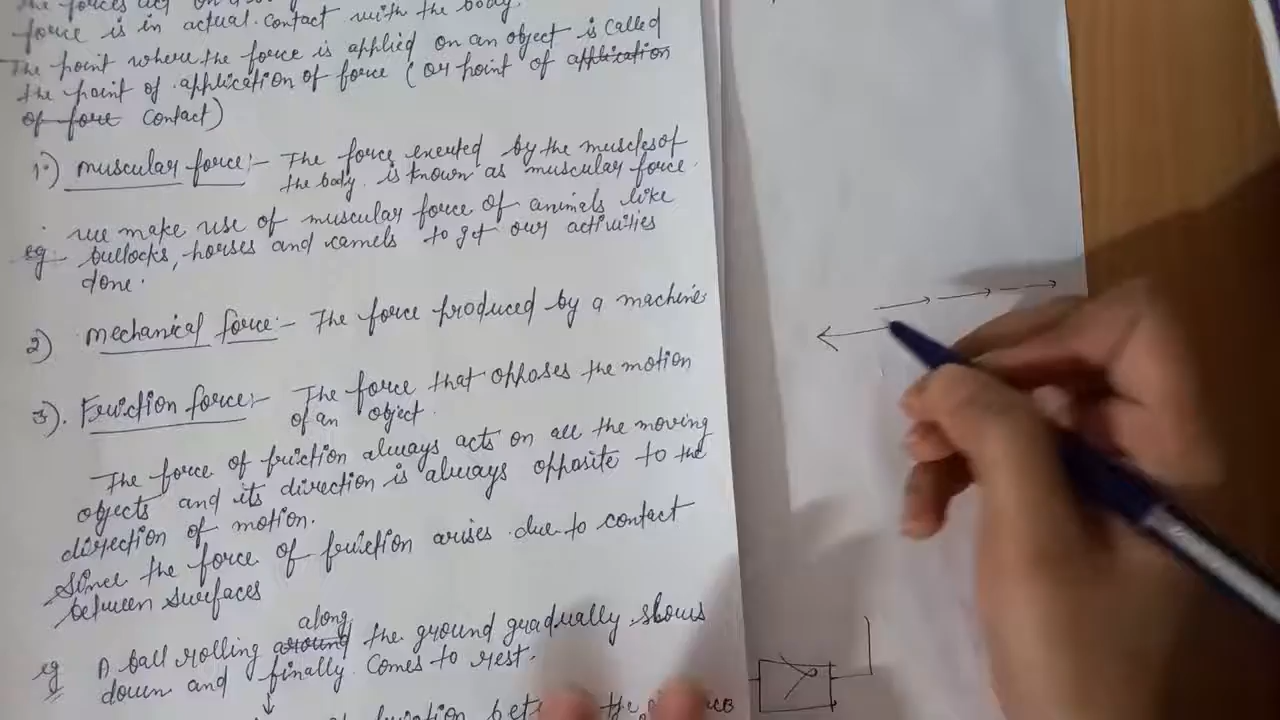 The forces act on a
force is in actual contact with the body.
The point where the force is applied on an object is called
the point of application of force (or point of application
of fore contact)
1.) muscular force:- The force exerted by the muscles of
the body is known as muscular force.
we make use of muscular force of animals like
eg- bullocks, horses and camels to get our activities
done.
2) Mechanical force:- The force produced by a machine
3). Friction force:- The force that opposes the motion
of an object.
The force of friction always acts on all the moving
objects and its direction is always opposite to the
direction of motion.
Since the force of friction arises due to contact
between surfaces
along
eg A ball rolling around the ground gradually slows
down and finally comes to rest.
the